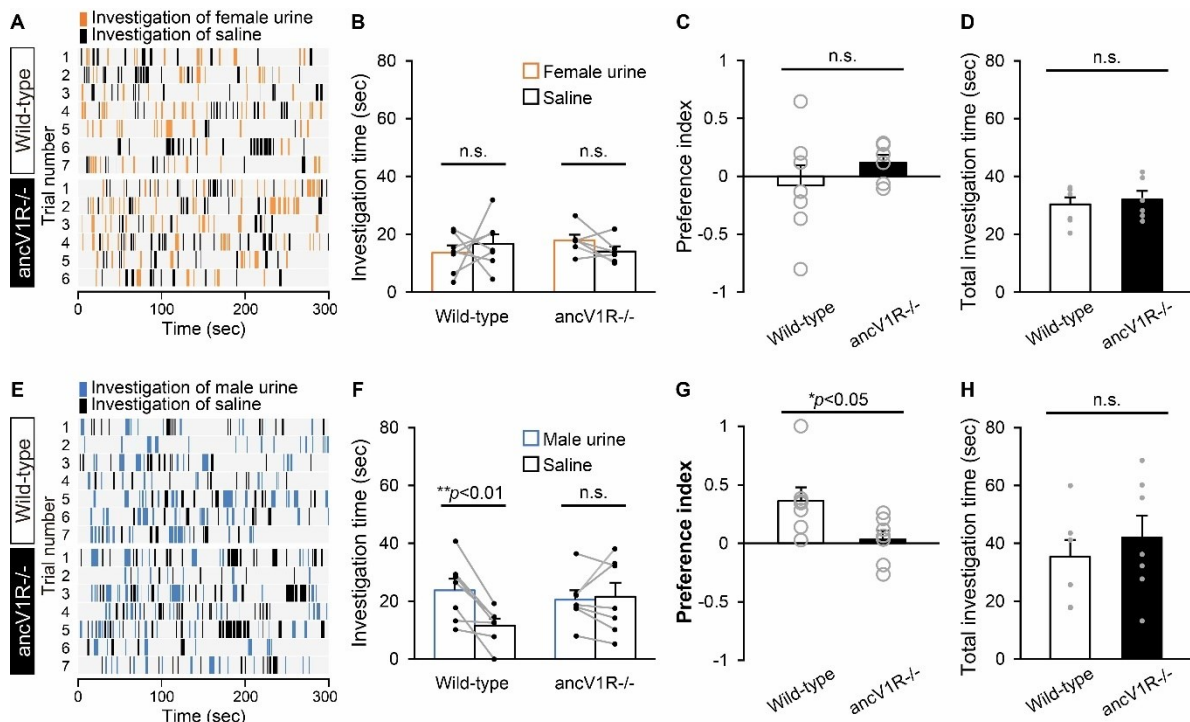 A
Investigation of female urine
Investigation of saline
Wild-type
ancV1R-/-
Trial number
1
2
3
4
5
6
7
1
2
3
4
5
6
0 100 200 300
Time (sec)
B
Investigation time (sec)
80
60
40
20
0
Female urine
Saline
n.s. n.s.
Wild-type ancV1R-/-
C
Preference index
1
0.5
0
-0.5
-1
n.s.
Wild-type ancV1R-/-
D
Total investigation time (sec)
80
60
40
20
0
n.s.
Wild-type ancV1R-/-
E
Investigation of male urine
Investigation of saline
Wild-type
ancV1R-/-
Trial number
1
2
3
4
5
6
7
1
2
3
4
5
6
7
0 100 200 300
Time (sec)
F
Investigation time (sec)
80
60
40
20
0
Male urine
Saline
**p<0.01 n.s.
Wild-type ancV1R-/-
G
Preference index
1
0.5
0
-0.5
-1
*p<0.05
Wild-type ancV1R-/-
H
Total investigation time (sec)
80
60
40
20
0
n.s.
Wild-type ancV1R-/-